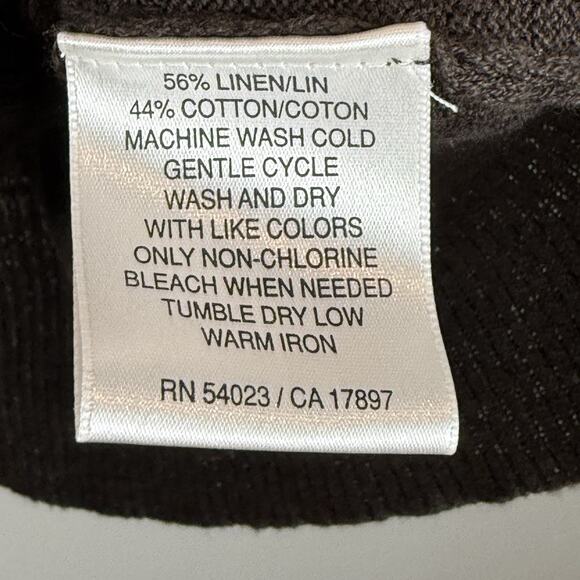 56% LINEN/LIN
44% COTTON/COTON
MACHINE WASH COLD
GENTLE CYCLE
WASH AND DRY
WITH LIKE COLORS
ONLY NON-CHLORINE
BLEACH WHEN NEEDED
TUMBLE DRY LOW
WARM IRON
RN 54023 / CA 17897